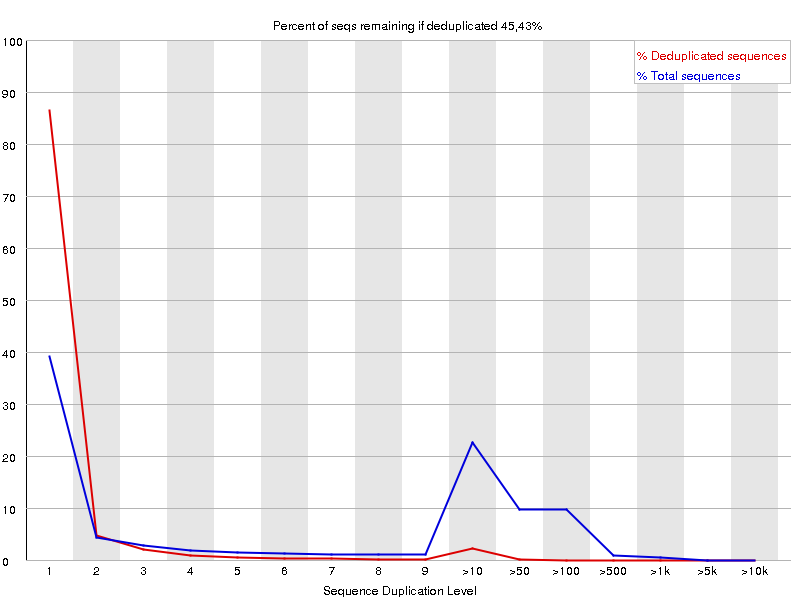 Percent of seqs remaining if deduplicated 45,43%
% Deduplicated sequences
% Total sequences
100
90
80
70
60
50
40
30
20
10
0
1 2 3 4 5 6 7 8 9 >10 >50 >100 >500 >1k >5k >10k
Sequence Duplication Level